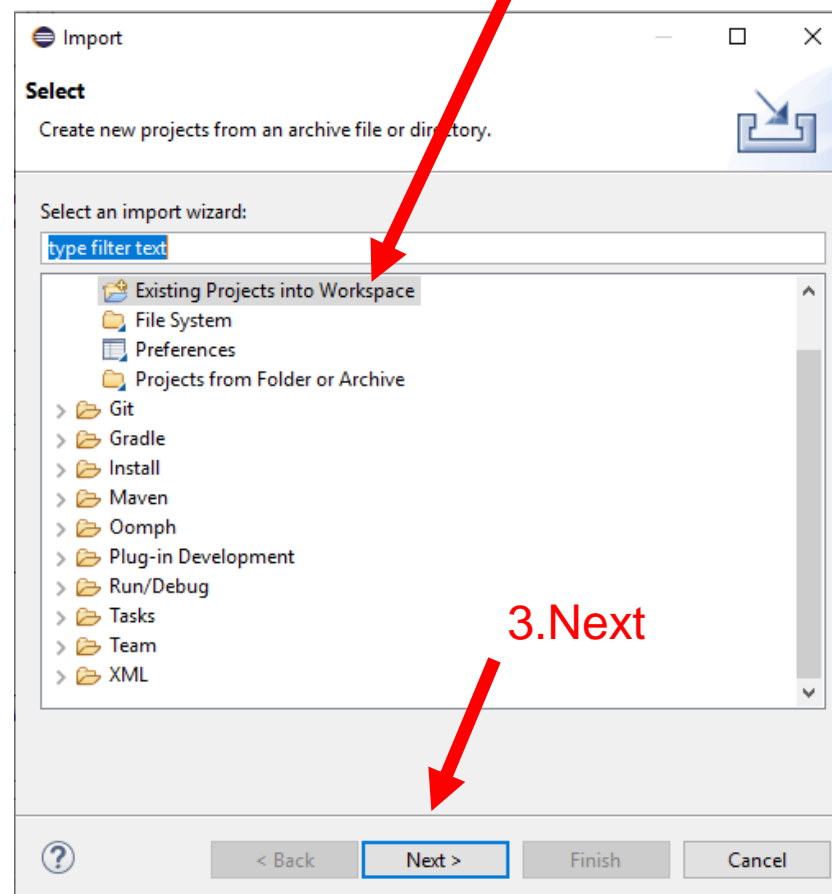 Import
Select
Create new projects from an archive file or directory.
Select an import wizard:
type filter text
Existing Projects into Workspace
File System
Preferences
Projects from Folder or Archive
Git
Gradle
Install
Maven
Oomph
Plug-in Development
Run/Debug
Tasks
3.Next
Team
XML
? < Back Next > Finish Cancel